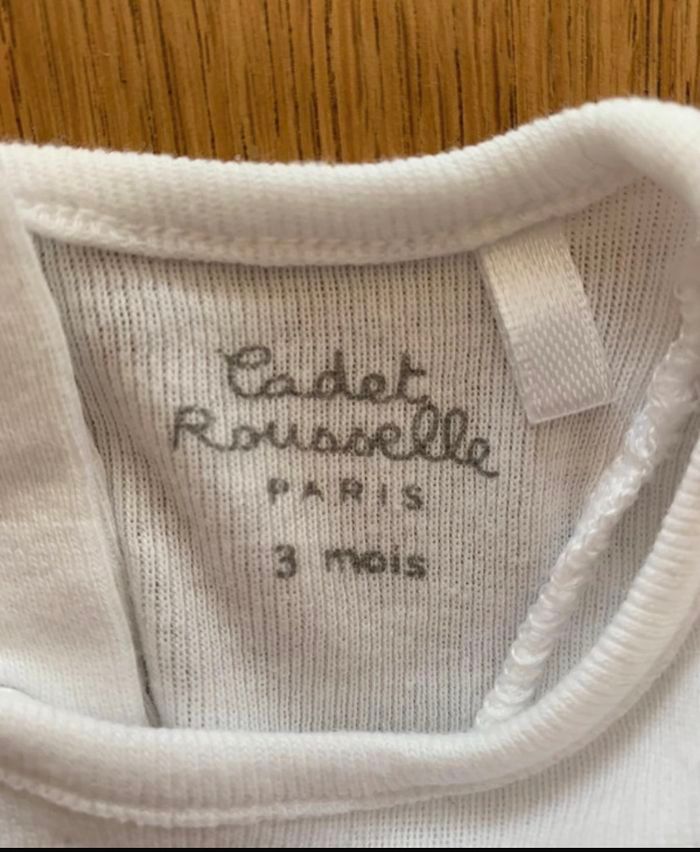 Cadet
Rousselle
PARIS
3 mois